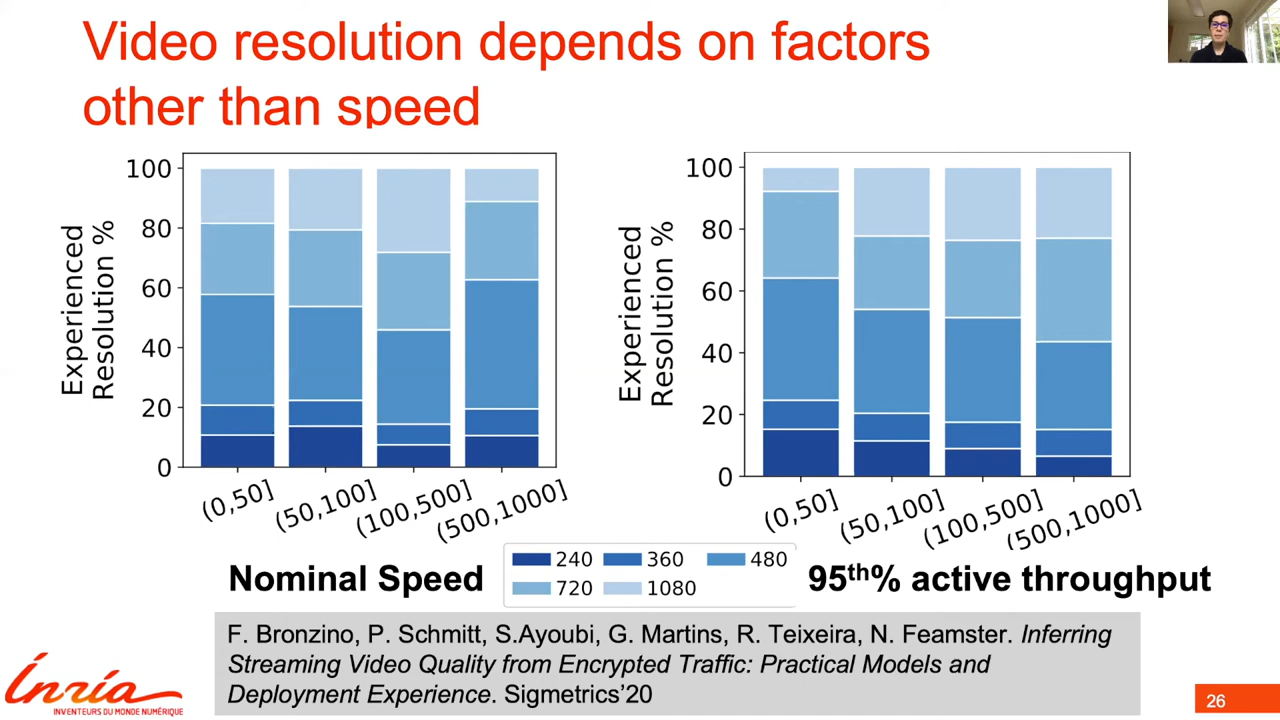 Video resolution depends on factors
other than speed
100
80
60
40
20
0
Experienced
Resolution %
(0,50]
(50,100]
(100,500]
(500,1000]
Nominal Speed
100
80
60
40
20
0
Experienced
Resolution %
(0,50]
(50,100]
(100,500]
(500,1000]
95th% active throughput
240 360 480
720 1080
F. Bronzino, P. Schmitt, S.Ayoubi, G. Martins, R. Teixeira, N. Feamster. Inferring
Streaming Video Quality from Encrypted Traffic: Practical Models and
Deployment Experience. Sigmetrics'20
Inria
INVENTEURS DU MONDE NUMÉRIQUE
26